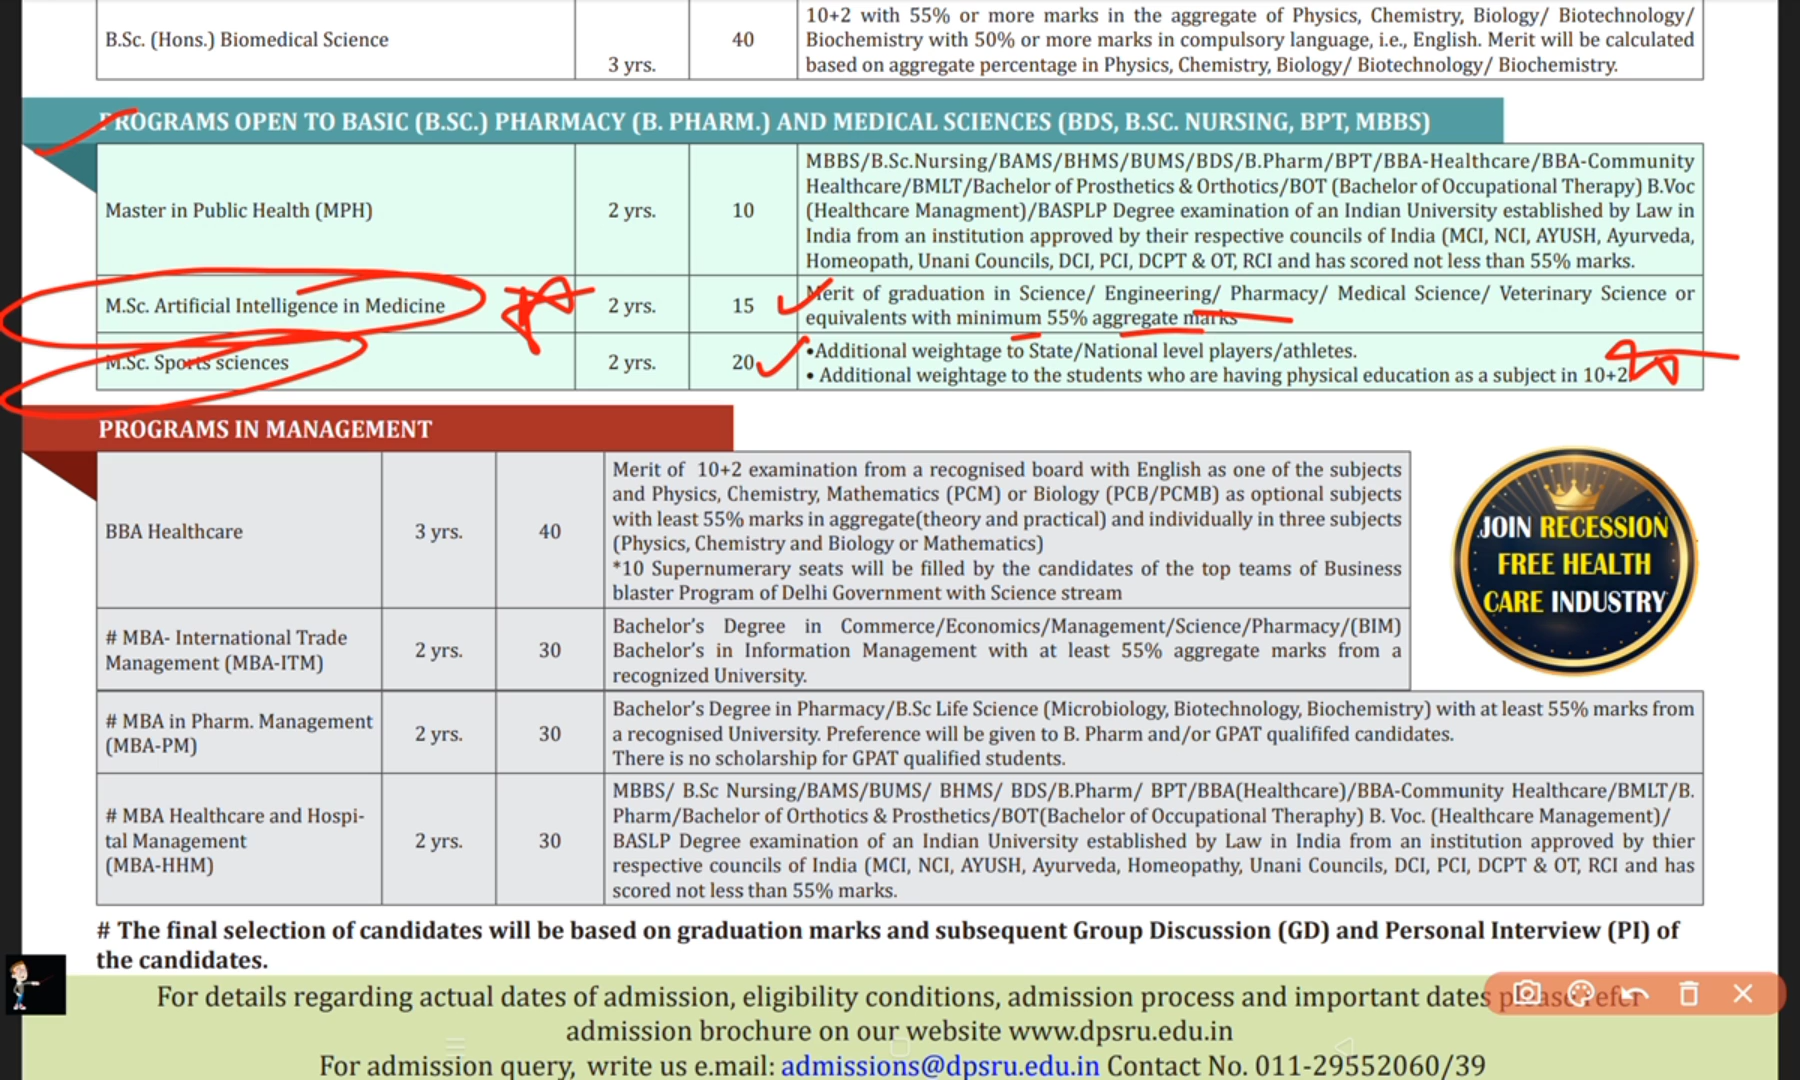 10+2 with 55% or more marks in the aggregate of Physics, Chemistry, Biology/ Biotechnology/
B.Sc. (Hons.) Biomedical Science
3 yrs.
40
Biochemistry with 50% or more marks in compulsory language, i.e., English. Merit will be calculated
based on aggregate percentage in Physics, Chemistry, Biology/ Biotechnology/ Biochemistry.
PROGRAMS OPEN TO BASIC (B.SC.) PHARMACY (B. PHARM.) AND MEDICAL SCIENCES (BDS, B.SC. NURSING, BPT, MBBS)
Master in Public Health (MPH)
2 yrs.
10
MBBS/B.Sc.Nursing/BAMS/BHMS/BUMS/BDS/B.Pharm/BPT/BBA-Healthcare/BBA-Community
Healthcare/BMLT/Bachelor of Prosthetics & Orthotics/BOT (Bachelor of Occupational Therapy) B.Voc
(Healthcare Managment)/BASPLP Degree examination of an Indian University established by Law in
India from an institution approved by their respective councils of India (MCI, NCI, AYUSH, Ayurveda,
Homeopath, Unani Councils, DCI, PCI, DCPT & OT, RCI and has scored not less than 55% marks.
M.Sc. Artificial Intelligence in Medicine
2 yrs.
15
Merit of graduation in Science/ Engineering/ Pharmacy/ Medical Science/ Veterinary Science or
equivalents with minimum 55% aggregate marks
M.Sc. Sports sciences
2 yrs.
20
•Additional weightage to State/National level players/athletes.
• Additional weightage to the students who are having physical education as a subject in 10+2.
PROGRAMS IN MANAGEMENT
BBA Healthcare
3 yrs.
40
Merit of 10+2 examination from a recognised board with English as one of the subjects
and Physics, Chemistry, Mathematics (PCM) or Biology (PCB/PCMB) as optional subjects
with least 55% marks in aggregate(theory and practical) and individually in three subjects
(Physics, Chemistry and Biology or Mathematics)
*10 Supernumerary seats will be filled by the candidates of the top teams of Business
blaster Program of Delhi Government with Science stream
JOIN RECESSION
FREE HEALTH
CARE INDUSTRY
# MBA- International Trade
Management (MBA-ITM)
2 yrs.
30
Bachelor's Degree in Commerce/Economics/Management/Science/Pharmacy/(BIM)
Bachelor's in Information Management with at least 55% aggregate marks from a
recognized University.
# MBA in Pharm. Management
(MBA-PM)
2 yrs.
30
Bachelor's Degree in Pharmacy/B.Sc Life Science (Microbiology, Biotechnology, Biochemistry) with at least 55% marks from
a recognised University. Preference will be given to B. Pharm and/or GPAT qualififed candidates.
There is no scholarship for GPAT qualified students.
# MBA Healthcare and Hospi-
tal Management
(MBA-HHM)
2 yrs.
30
MBBS/ B.Sc Nursing/BAMS/BUMS/ BHMS/ BDS/B.Pharm/ BPT/BBA(Healthcare)/BBA-Community Healthcare/BMLT/B.
Pharm/Bachelor of Orthotics & Prosthetics/BOT(Bachelor of Occupational Theraphy) B. Voc. (Healthcare Management)/
BASLP Degree examination of an Indian University established by Law in India from an institution approved by thier
respective councils of India (MCI, NCI, AYUSH, Ayurveda, Homeopathy, Unani Councils, DCI, PCI, DCPT & OT, RCI and has
scored not less than 55% marks.
# The final selection of candidates will be based on graduation marks and subsequent Group Discussion (GD) and Personal Interview (PI) of
the candidates.
For details regarding actual dates of admission, eligibility conditions, admission process and important dates please refer
admission brochure on our website www.dpsru.edu.in
For admission query, write us e.mail: admissions@dpsru.edu.in Contact No. 011-29552060/39